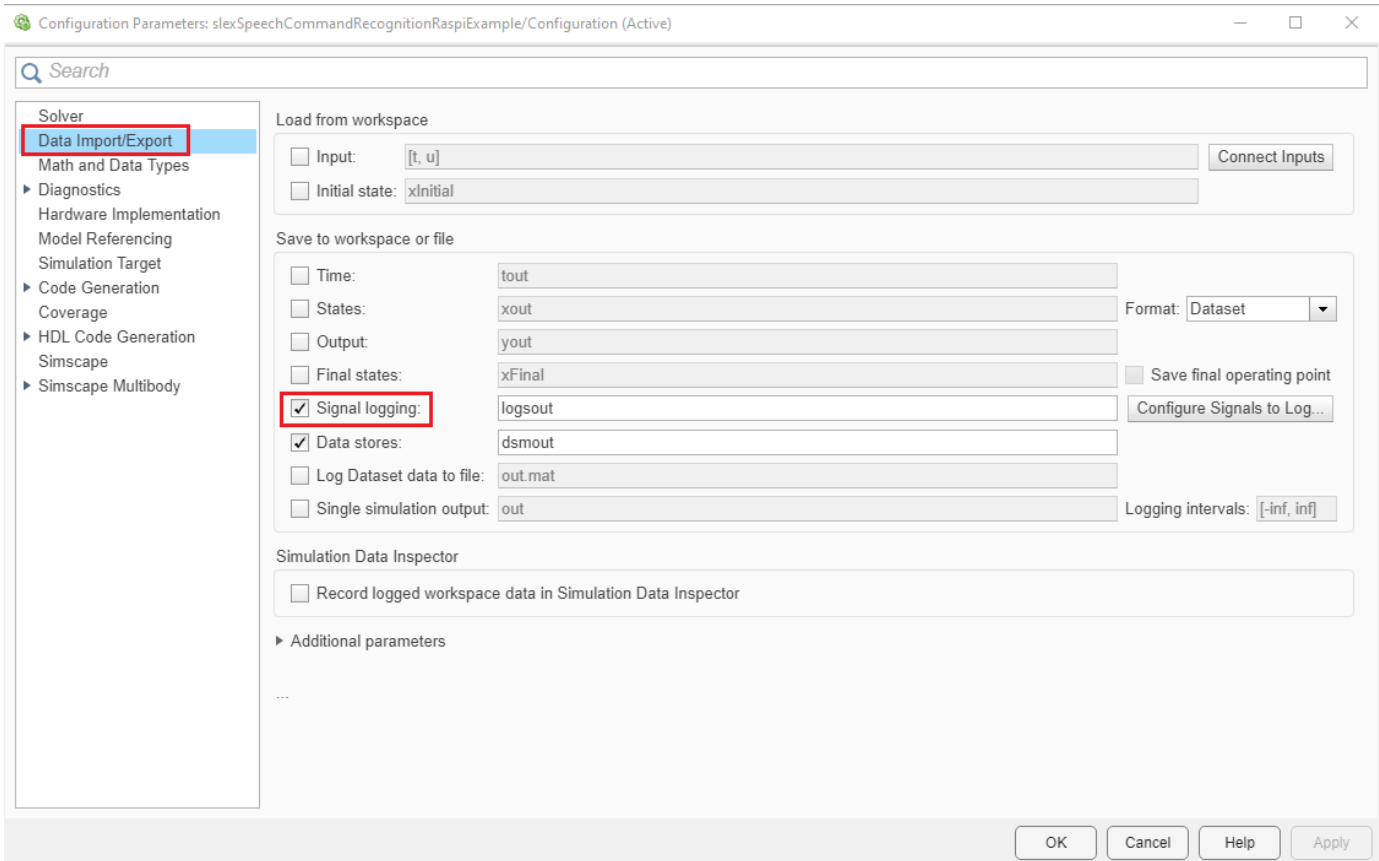 Configuration Parameters: slexSpeechCommandRecognitionRaspiExample/Configuration (Active)
Search
Solver
Data Import/Export
Math and Data Types
Diagnostics
Hardware Implementation
Model Referencing
Simulation Target
Code Generation
Coverage
HDL Code Generation
Simscape
Simscape Multibody
Load from workspace
Input: [t, u] Connect Inputs
Initial state: xInitial
Save to workspace or file
Time: tout
States: xout Format: Dataset
Output: yout
Final states: xFinal Save final operating point
Signal logging: logsout Configure Signals to Log...
Data stores: dsmout
Log Dataset data to file: out.mat
Single simulation output: out Logging intervals: [-inf, inf]
Simulation Data Inspector
Record logged workspace data in Simulation Data Inspector
Additional parameters
...
OK Cancel Help Apply